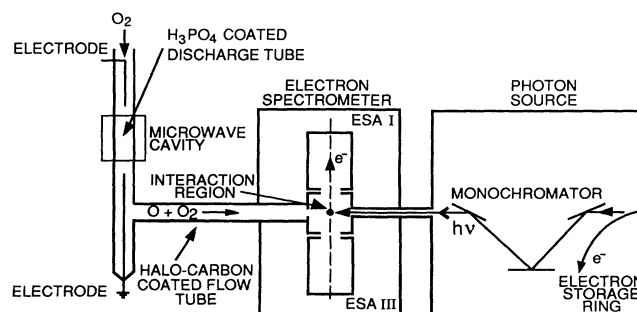 O₂
ELECTRODE
H₃PO₄ COATED
DISCHARGE TUBE
MICROWAVE
CAVITY
INTERACTION
REGION
O + O₂
HALO-CARBON
COATED FLOW
TUBE
ELECTRODE
ELECTRON
SPECTROMETER
ESA I
e⁻
ESA III
PHOTON
SOURCE
MONOCHROMATOR
hν
e⁻
ELECTRON
STORAGE
RING